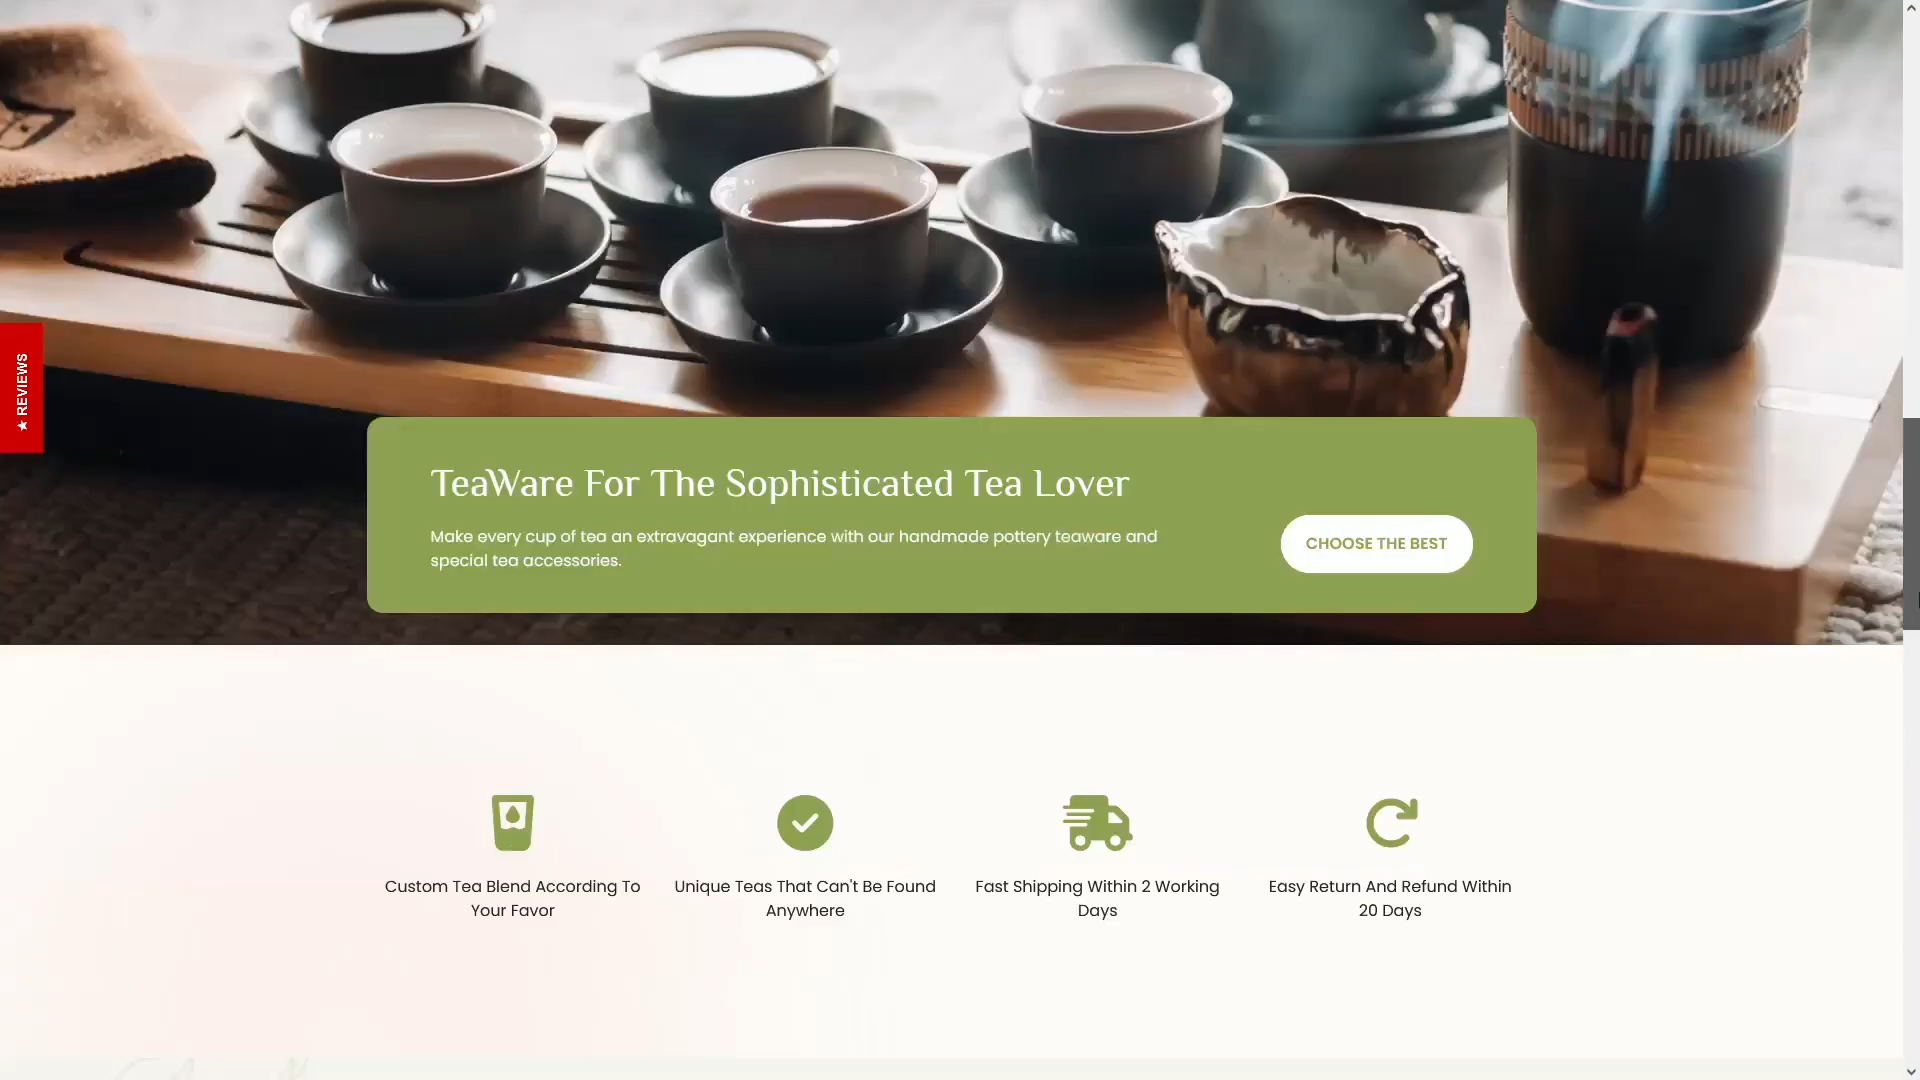 ★ REVIEWS
TeaWare For The Sophisticated Tea Lover
Make every cup of tea an extravagant experience with our handmade pottery teaware and
special tea accessories.
CHOOSE THE BEST
Custom Tea Blend According To
Your Favor
Unique Teas That Can't Be Found
Anywhere
Fast Shipping Within 2 Working
Days
Easy Return And Refund Within
20 Days